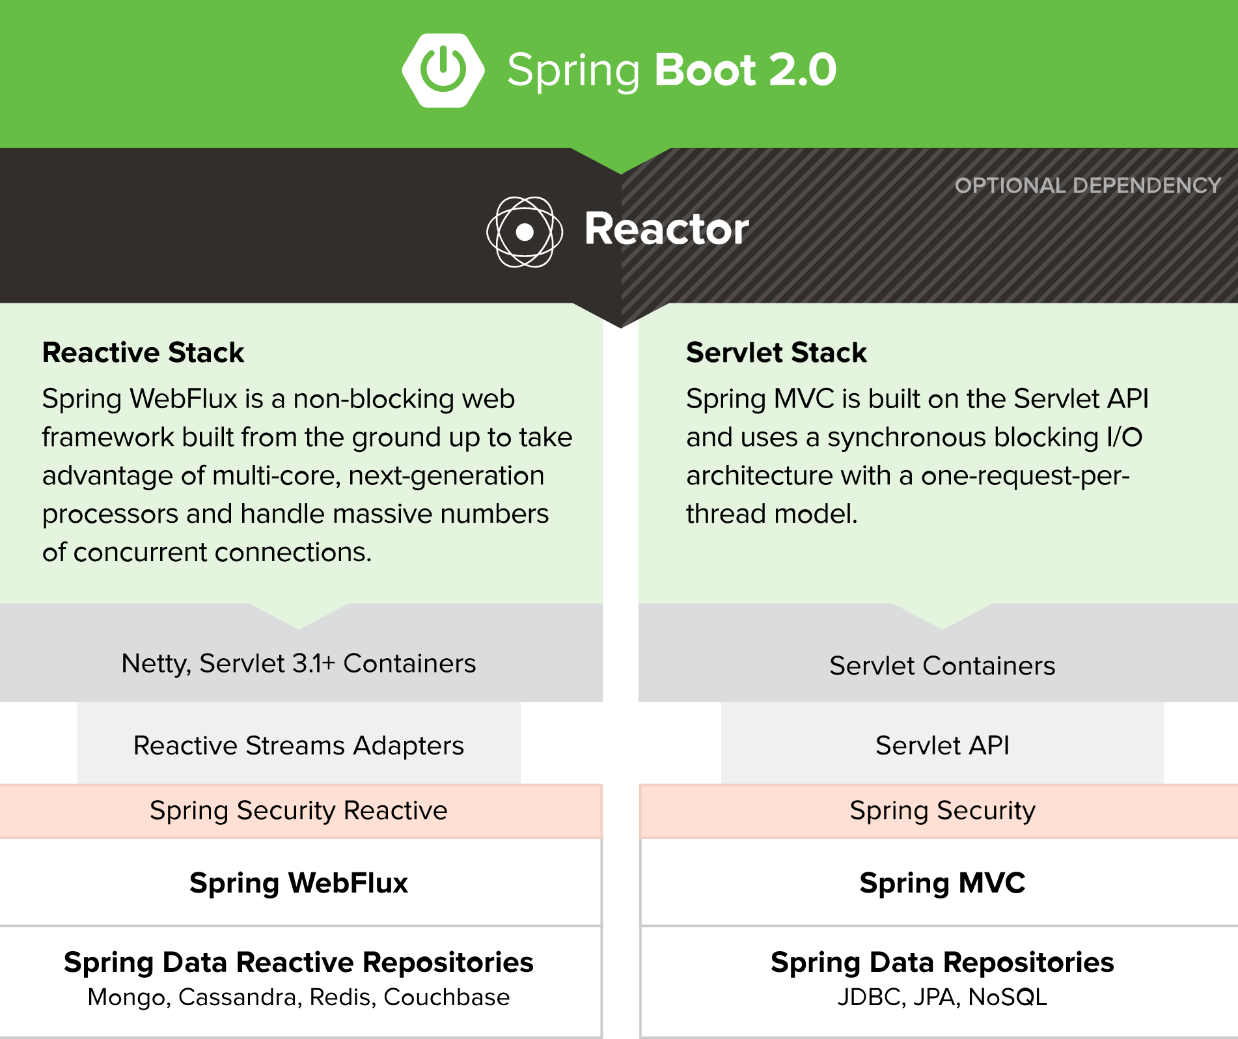 Spring Boot 2.0
OPTIONAL DEPENDENCY
Reactor
Reactive Stack
Spring WebFlux is a non-blocking web
framework built from the ground up to take
advantage of multi-core, next-generation
processors and handle massive numbers
of concurrent connections.
Servlet Stack
Spring MVC is built on the Servlet API
and uses a synchronous blocking I/O
architecture with a one-request-per-
thread model.
Netty, Servlet 3.1+ Containers
Reactive Streams Adapters
Spring Security Reactive
Spring WebFlux
Spring Data Reactive Repositories
Mongo, Cassandra, Redis, Couchbase
Servlet Containers
Servlet API
Spring Security
Spring MVC
Spring Data Repositories
JDBC, JPA, NoSQL